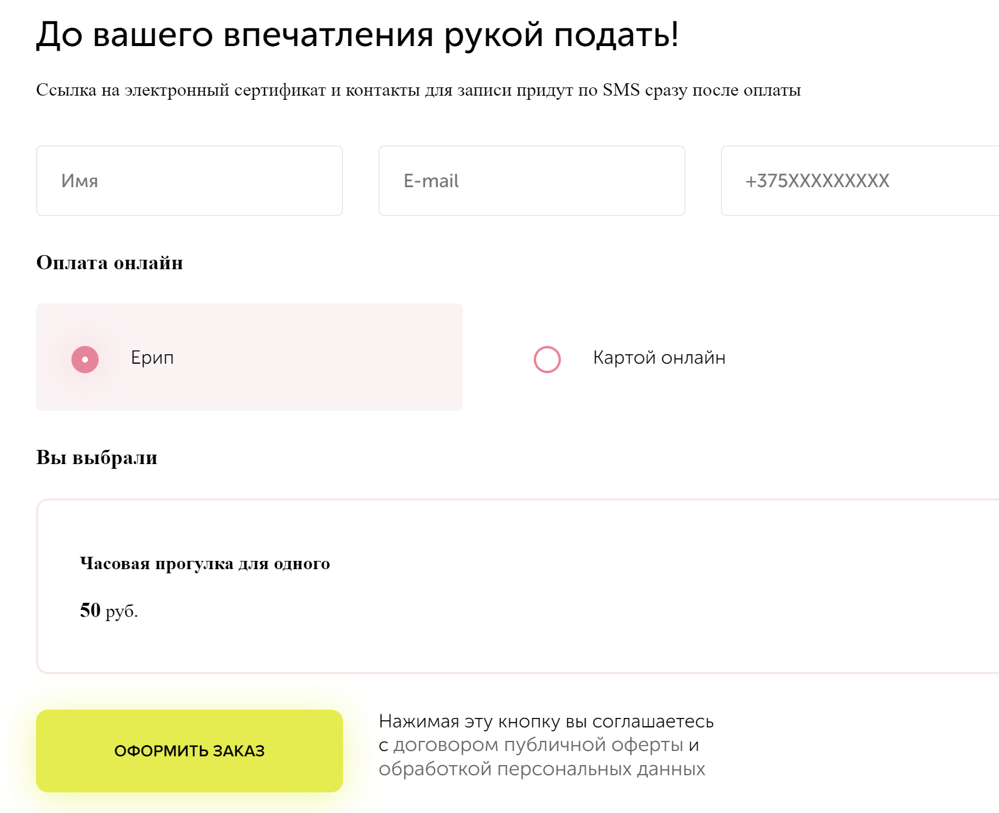 До вашего впечатления рукой подать!
Ссылка на электронный сертификат и контакты для записи придут по SMS сразу после оплаты
Имя
E-mail
+375XXXXXXXXX
Оплата онлайн
Ерип
Картой онлайн
Вы выбрали
Часовая прогулка для одного
50 руб.
ОФОРМИТЬ ЗАКАЗ
Нажимая эту кнопку вы соглашаетесь
с договором публичной оферты и
обработкой персональных данных